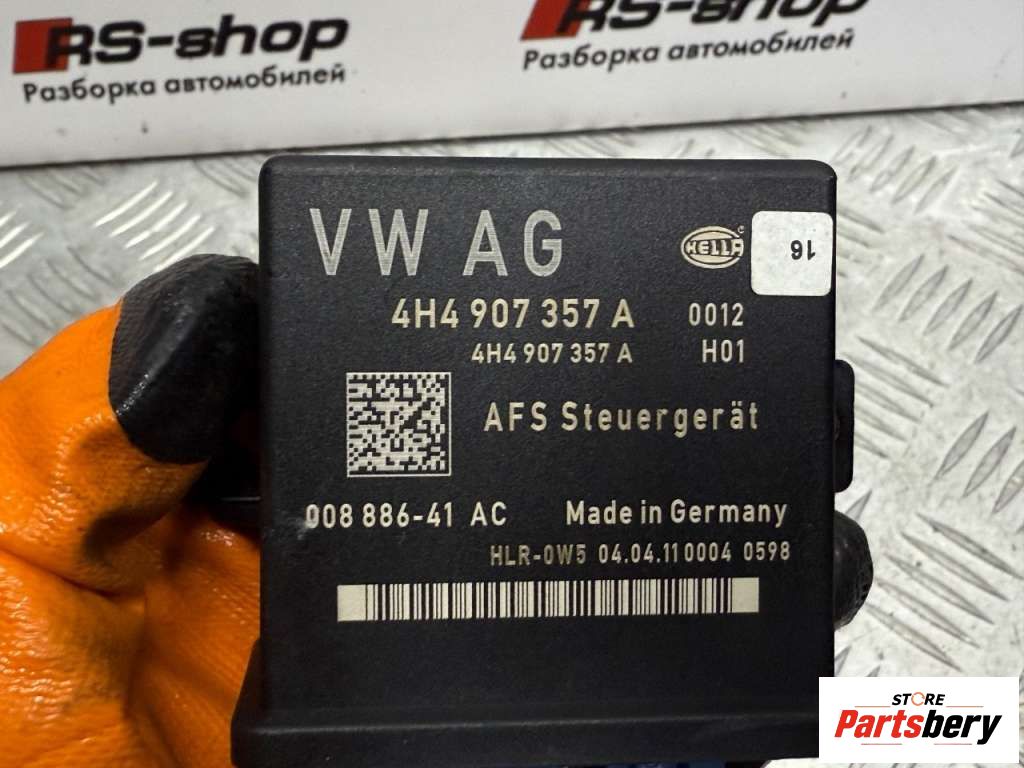 RS-shop
Разборка автомобилей
RS-shop
Разборка автомобилей
VW AG
HELLA
16
4H4 907 357 A 0012
4H4 907 357 A H01
AFS Steuergerät
008 886-41 AC Made in Germany
HLR-0W5 04.04.11 0004 0598
STORE
Partsbery